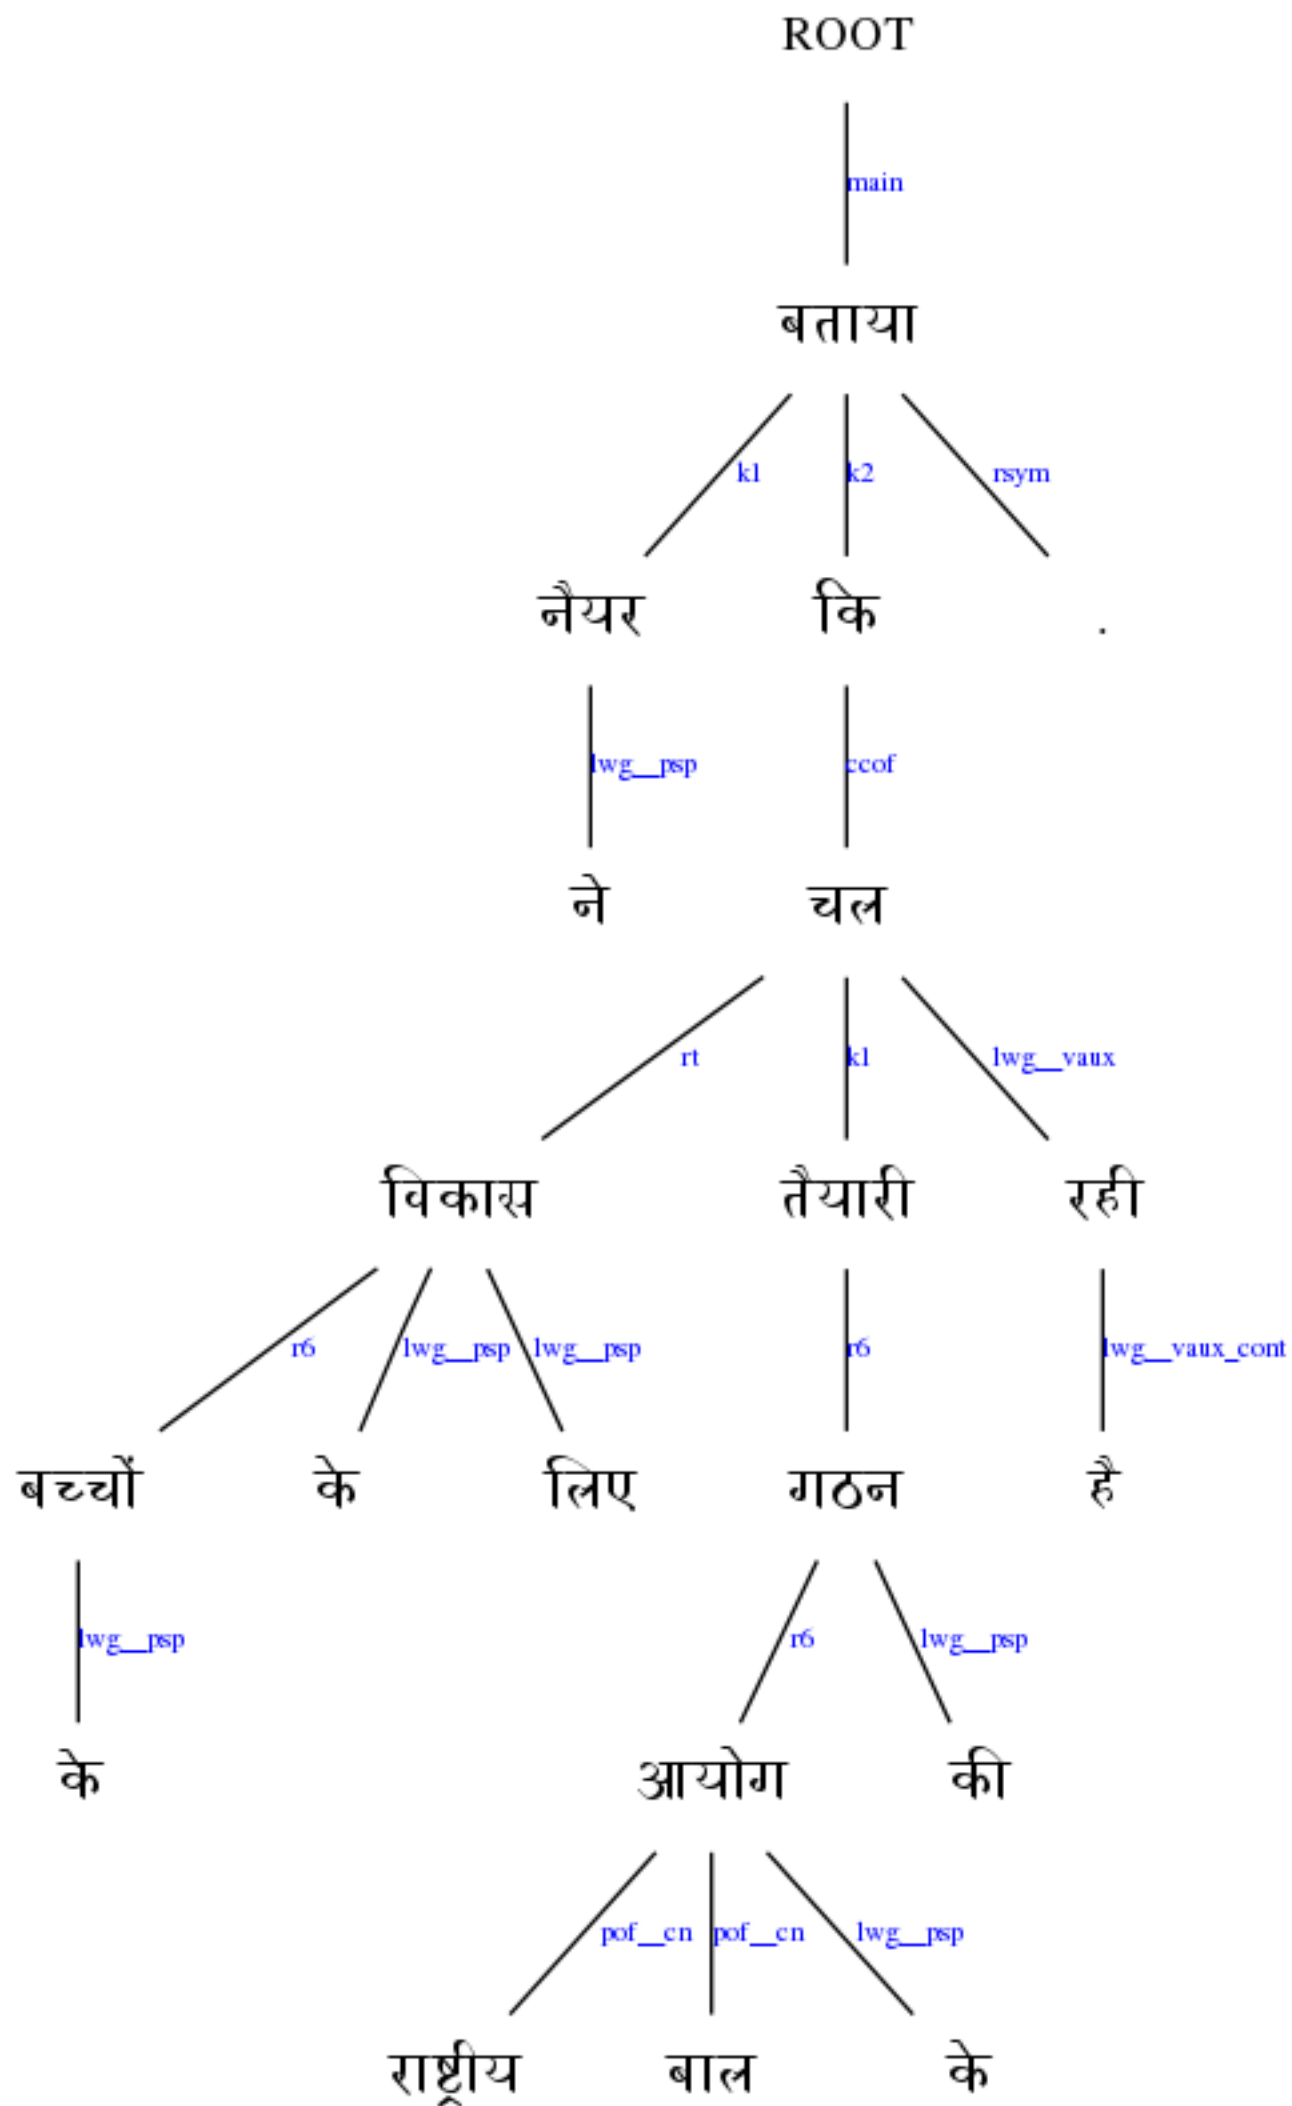 ROOT
main
बताया
k1 k2 rsym
नैयर कि .
lwg__psp ccof
ने चल
rt k1 lwg__vaux
विकास तैयारी रही
r6 lwg__psp lwg__psp r6 lwg__vaux_cont
बच्चों के लिए गठन है
lwg__psp r6 lwg__psp
के आयोग की
pof__cn pof__cn lwg__psp
राष्ट्रीय बाल के